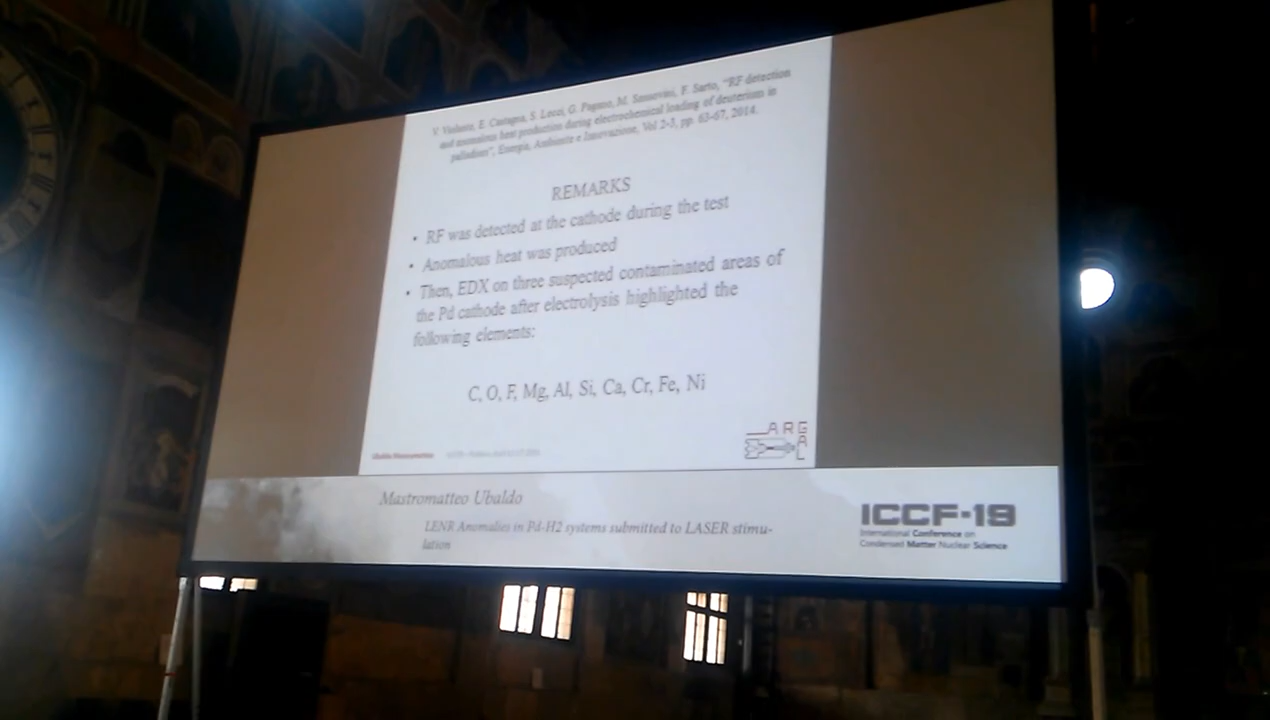 V. Violante, E. Castagna, S. Lecci, G. Pagano, M. Sansovini, F. Sarto, "RF detection
and anomalous heat production during electrochemical loading of deuterium in
palladium", Energia, Ambiente e Innovazione, Vol 2-3, pp. 63-67, 2014.
REMARKS
• RF was detected at the cathode during the test
• Anomalous heat was produced
• Then, EDX on three suspected contaminated areas of
the Pd cathode after electrolysis highlighted the
following elements:
C, O, F, Mg, Al, Si, Ca, Cr, Fe, Ni
ARGAL
Ubaldo Mastromatteo
Mastromatteo Ubaldo
LENR Anomalies in Pd-H2 systems submitted to LASER stimu-
lation
ICCF-19
International Conference on
Condensed Matter Nuclear Science